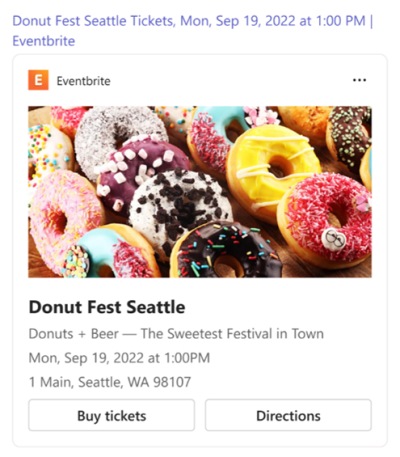 Donut Fest Seattle Tickets, Mon, Sep 19, 2022 at 1:00 PM |
Eventbrite
E Eventbrite
Donut Fest Seattle
Donuts + Beer — The Sweetest Festival in Town
Mon, Sep 19, 2022 at 1:00PM
1 Main, Seattle, WA 98107
Buy tickets Directions